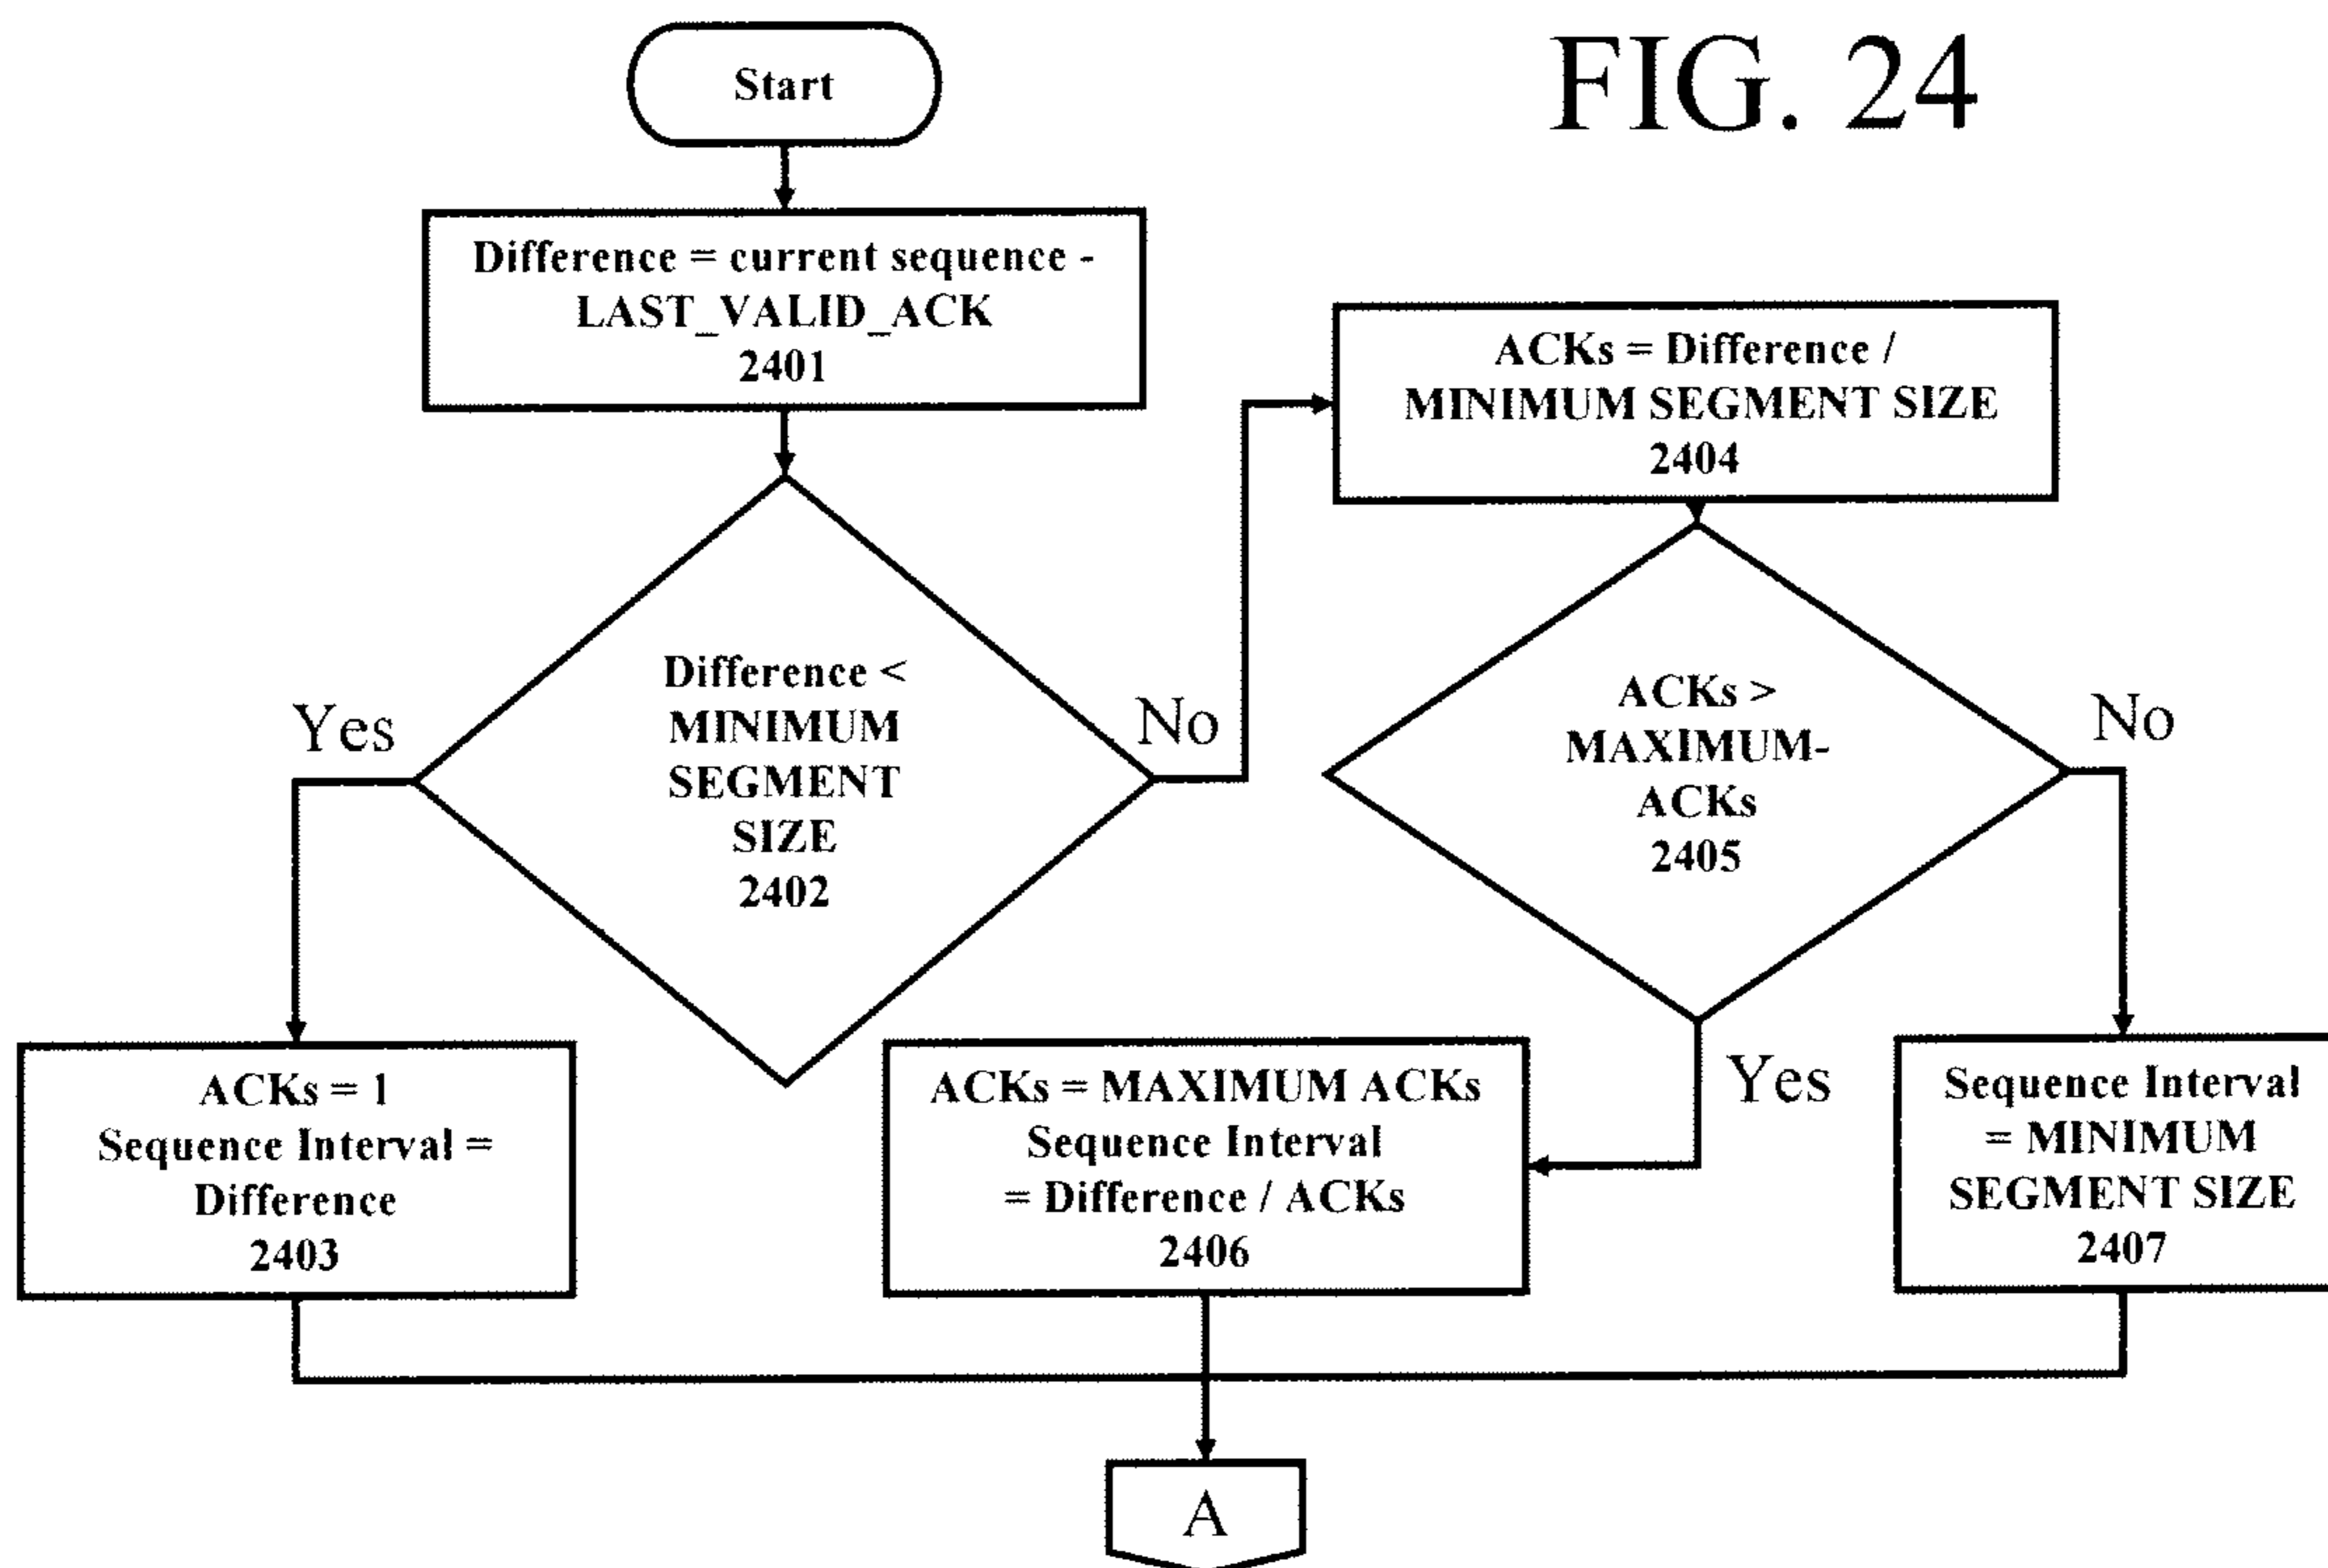 FIG. 24
Start
Difference = current sequence -
LAST_VALID_ACK
2401
Difference <
MINIMUM
SEGMENT
SIZE
2402
Yes
No
ACKs = Difference /
MINIMUM SEGMENT SIZE
2404
ACKs >
MAXIMUM-
ACKs
2405
No
Yes
ACKs = 1
Sequence Interval =
Difference
2403
ACKs = MAXIMUM ACKs
Sequence Interval
= Difference / ACKs
2406
Sequence Interval
= MINIMUM
SEGMENT SIZE
2407
A